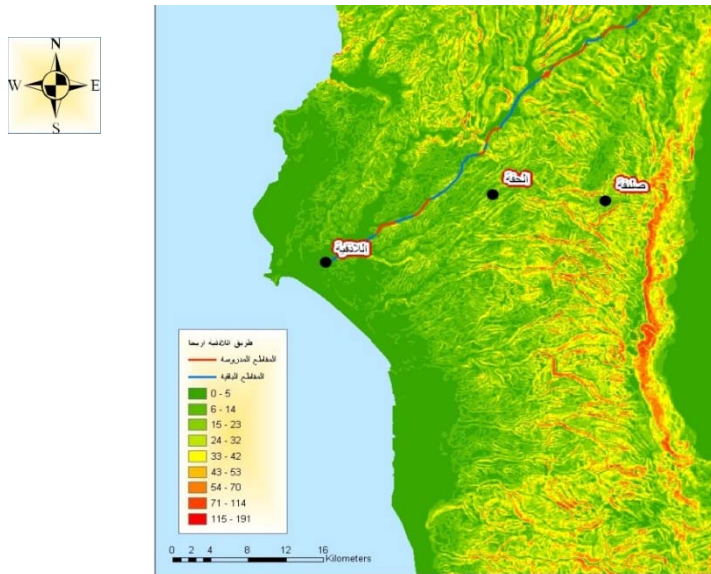 N
W E
S
الحفة
صلنفة
اللاذقية
طريق اللاذقية اريحا
المقاطع المدروسة
المقاطع الباقية
0 - 5
6 - 14
15 - 23
24 - 32
33 - 42
43 - 53
54 - 70
71 - 114
115 - 191
0 2 4 8 12 16
Kilometers